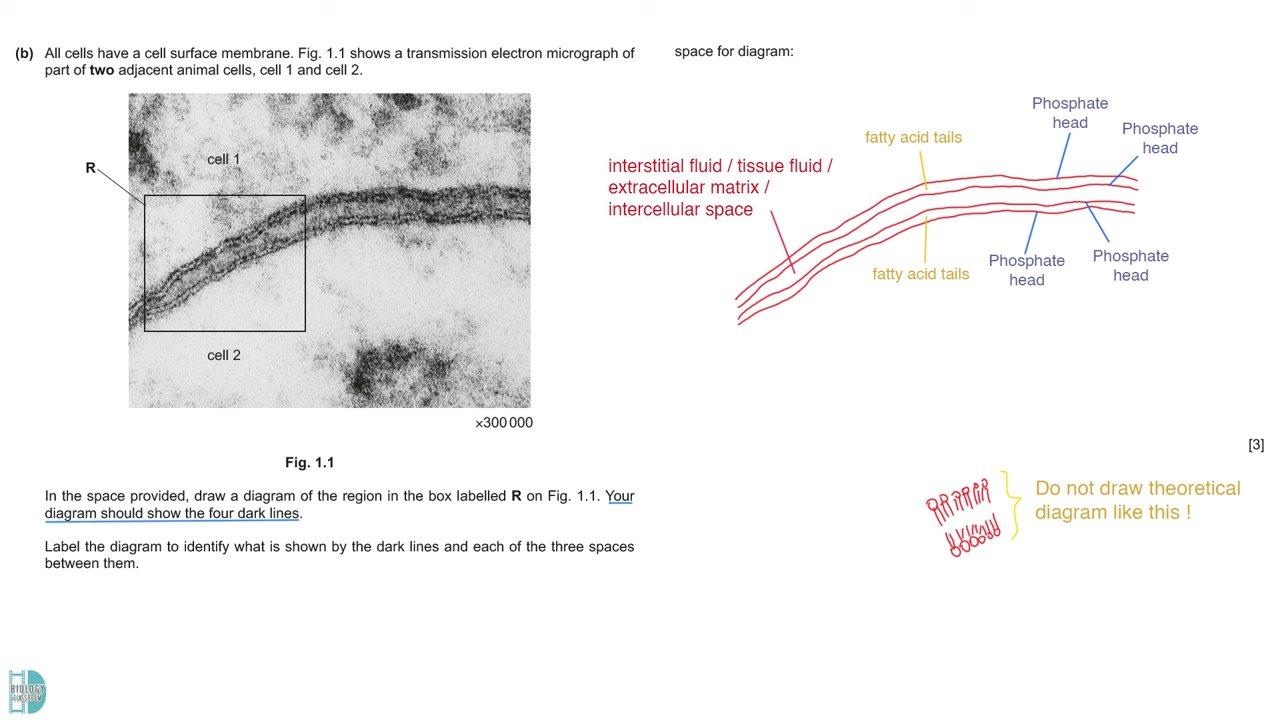 (b) All cells have a cell surface membrane. Fig. 1.1 shows a transmission electron micrograph of
part of two adjacent animal cells, cell 1 and cell 2.
R
cell 1
cell 2
×300 000
Fig. 1.1
In the space provided, draw a diagram of the region in the box labelled R on Fig. 1.1. Your
diagram should show the four dark lines.
Label the diagram to identify what is shown by the dark lines and each of the three spaces
between them.
space for diagram:
Phosphate
head
Phosphate
head
fatty acid tails
interstitial fluid / tissue fluid /
extracellular matrix /
intercellular space
fatty acid tails
Phosphate
head
Phosphate
head
[3]
Do not draw theoretical
diagram like this !
BIOLOGY
CLASSROOM